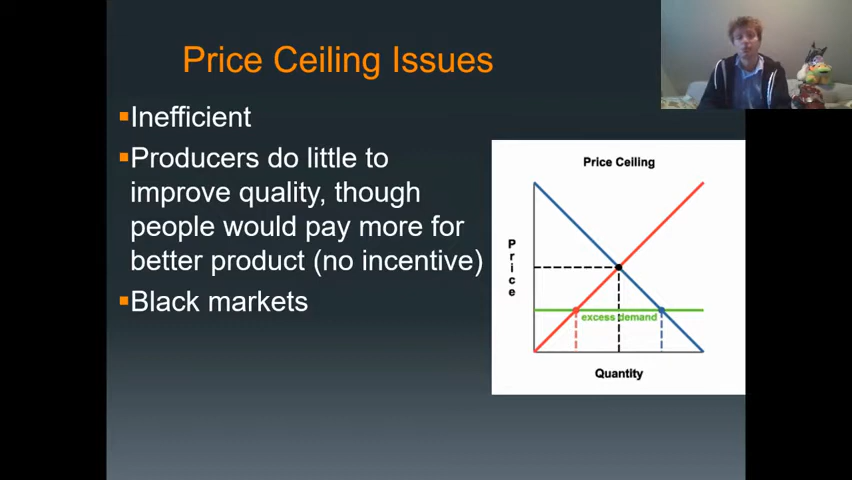 Price Ceiling Issues
▪Inefficient
▪Producers do little to
improve quality, though
people would pay more for
better product (no incentive)
▪Black markets
Price Ceiling
Price
excess demand
Quantity